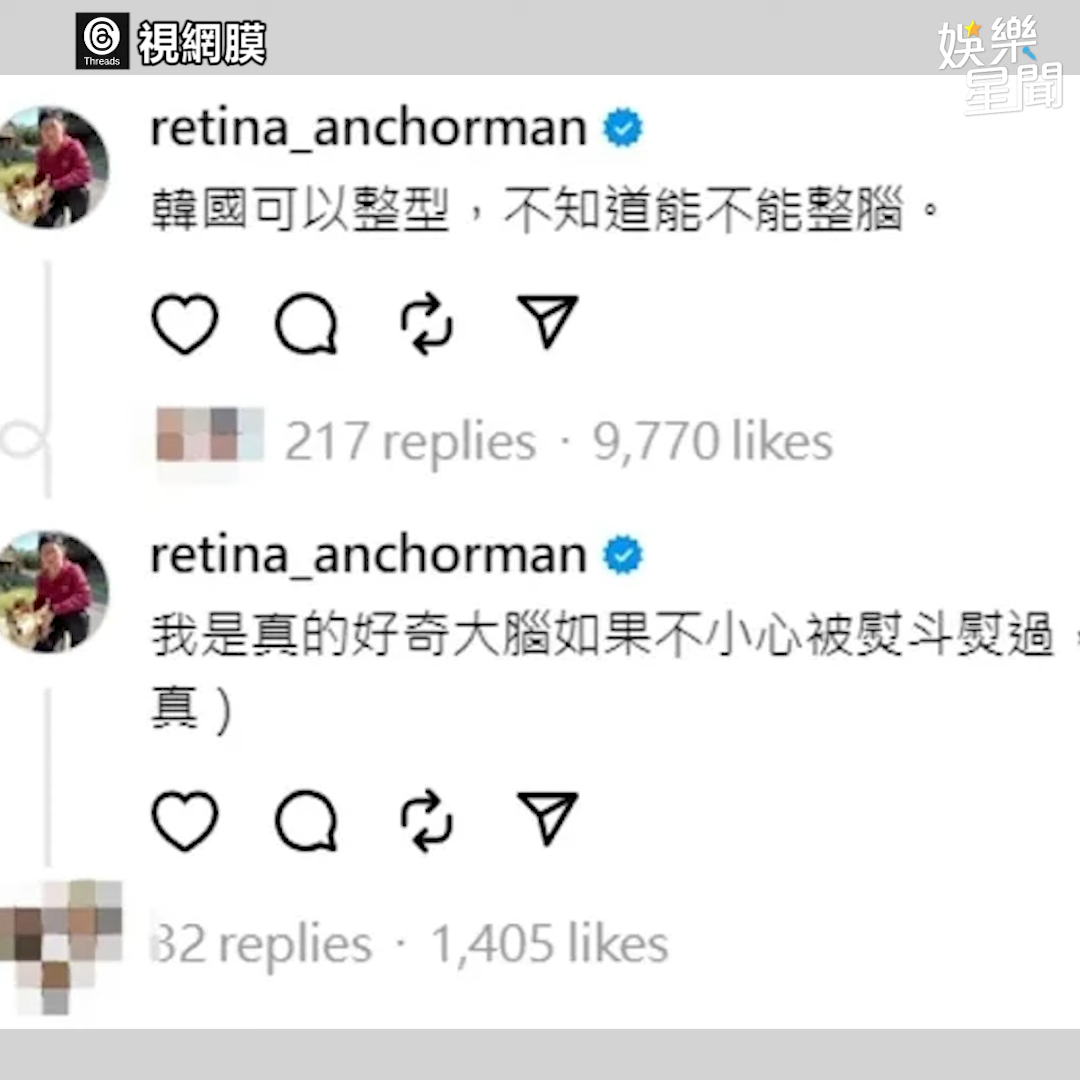 Threads
視網膜
娛樂
星聞
retina_anchorman
韓國可以整型，不知道能不能整腦。
217 replies · 9,770 likes
retina_anchorman
我是真的好奇大腦如果不小心被熨斗熨過，
真）
32 replies · 1,405 likes